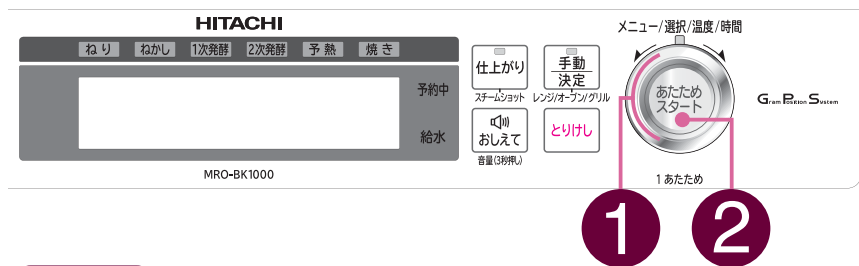 HITACHI
ねり ねかし 1次発酵 2次発酵 予熱 焼き
予約中
給水
MRO-BK1000
仕上がり
スチームショット
手動
決定
レンジ/オーブン/グリル
おしえて
音量(3秒押し)
とりけし
メニュー/選択/温度/時間
あたため
スタート
1 あたため
Gram Position System
1
2